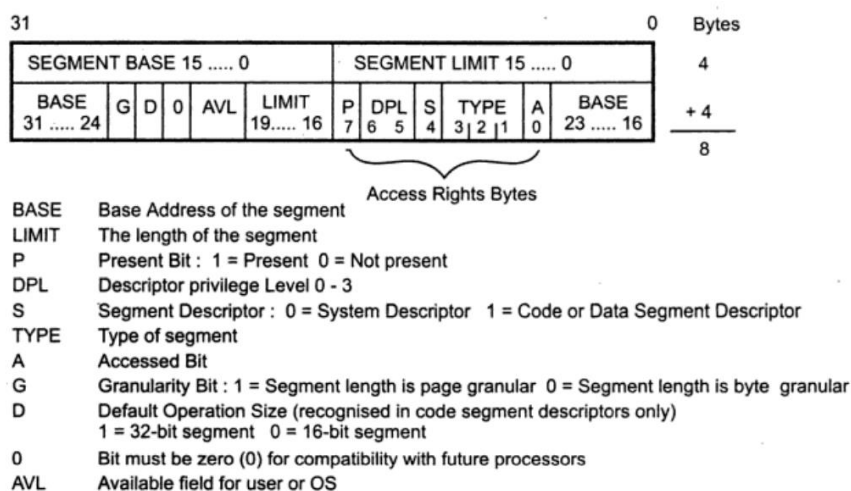 31 0 Bytes
SEGMENT BASE 15 ..... 0 SEGMENT LIMIT 15 ..... 0 4
BASE G D 0 AVL LIMIT P DPL S TYPE A BASE
31 ..... 24 19..... 16 7 6 5 4 3 2 1 0 23 ..... 16 + 4
8
Access Rights Bytes
BASE Base Address of the segment
LIMIT The length of the segment
P Present Bit : 1 = Present 0 = Not present
DPL Descriptor privilege Level 0 - 3
S Segment Descriptor : 0 = System Descriptor 1 = Code or Data Segment Descriptor
TYPE Type of segment
A Accessed Bit
G Granularity Bit : 1 = Segment length is page granular 0 = Segment length is byte granular
D Default Operation Size (recognised in code segment descriptors only)
1 = 32-bit segment 0 = 16-bit segment
0 Bit must be zero (0) for compatibility with future processors
AVL Available field for user or OS